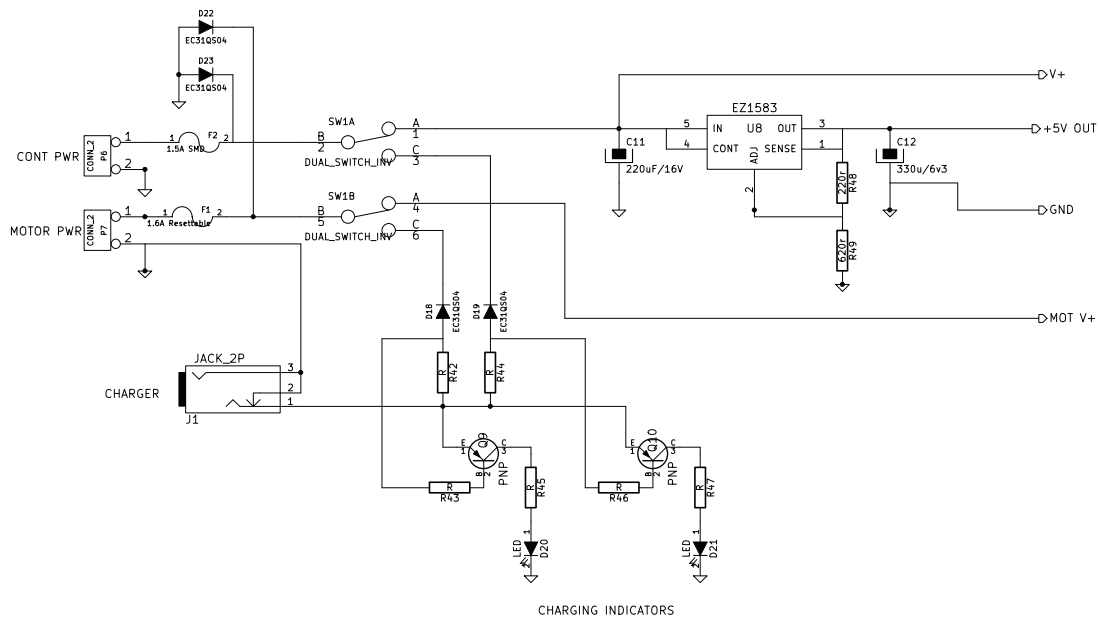 D22
EC31QS04
D23
EC31QS04
CONT PWR
CONN_2
P6
1
2
1
F2
2
1.5A SMD
SW1A
B
2
A
1
C
3
DUAL_SWITCH_INV
MOTOR PWR
CONN_2
P7
1
2
1
F1
2
1.6A Resettable
SW1B
B
5
A
4
C
6
DUAL_SWITCH_INV
V+
EZ1583
5
IN
U8
OUT
3
4
CONT
ADJ
SENSE
1
2
+5V OUT
C11
220uF/16V
C12
330u/6v3
220r
R48
GND
620r
R49
MOT V+
D18
EC31QS04
D19
EC31QS04
JACK_2P
CHARGER
J1
3
2
1
R
R42
R
R44
E
1
Q9
C
3
B
2
PNP
R
R43
R
R45
E
1
Q10
C
3
B
2
PNP
R
R46
R
R47
1
LED
2
D20
1
LED
2
D21
CHARGING INDICATORS